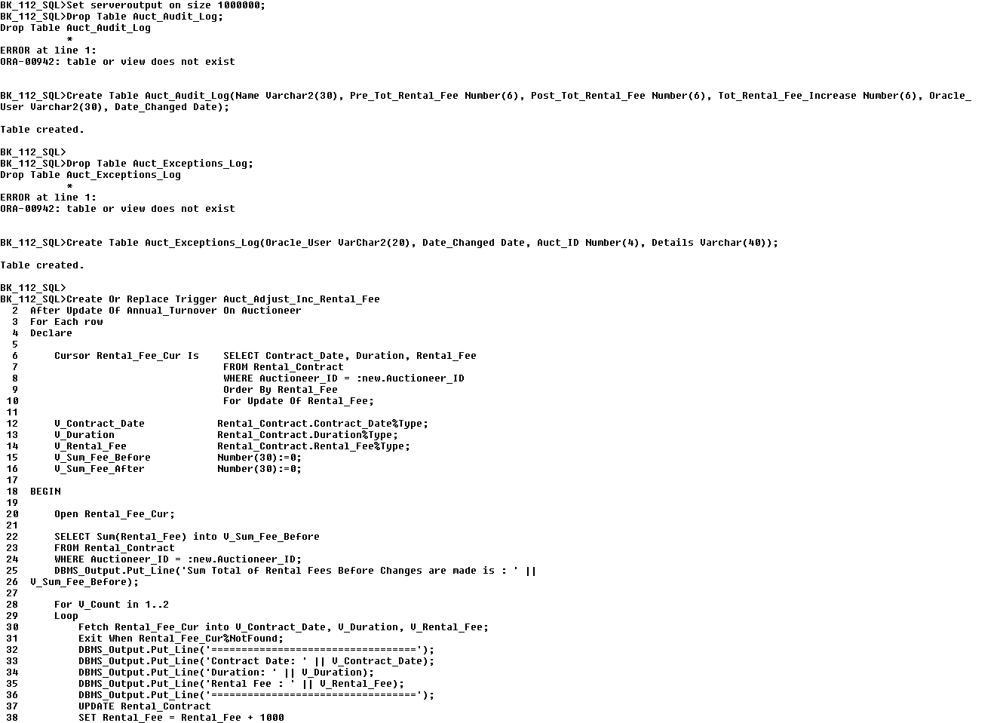 BK_112_SQL>Set serveroutput on size 1000000;
BK_112_SQL>Drop Table Auct_Audit_Log;
Drop Table Auct_Audit_Log
           *
ERROR at line 1:
ORA-00942: table or view does not exist
BK_112_SQL>Create Table Auct_Audit_Log(Name Varchar2(30), Pre_Tot_Rental_Fee Number(6), Post_Tot_Rental_Fee Number(6), Tot_Rental_Fee_Increase Number(6), Oracle_
User Varchar2(30), Date_Changed Date);
Table created.
BK_112_SQL>
BK_112_SQL>Drop Table Auct_Exceptions_Log;
Drop Table Auct_Exceptions_Log
           *
ERROR at line 1:
ORA-00942: table or view does not exist
BK_112_SQL>Create Table Auct_Exceptions_Log(Oracle_User VarChar2(20), Date_Changed Date, Auct_ID Number(4), Details Varchar(40));
Table created.
BK_112_SQL>
BK_112_SQL>Create Or Replace Trigger Auct_Adjust_Inc_Rental_Fee
  2  After Update Of Annual_Turnover On Auctioneer
  3  For Each row
  4  Declare
  5
  6      Cursor Rental_Fee_Cur Is    SELECT Contract_Date, Duration, Rental_Fee
  7                                  FROM Rental_Contract
  8                                  WHERE Auctioneer_ID = :new.Auctioneer_ID
  9                                  Order By Rental_Fee
 10                                  For Update Of Rental_Fee;
 11
 12      V_Contract_Date            Rental_Contract.Contract_Date%Type;
 13      V_Duration                 Rental_Contract.Duration%Type;
 14      V_Rental_Fee               Rental_Contract.Rental_Fee%Type;
 15      V_Sum_Fee_Before           Number(30):=0;
 16      V_Sum_Fee_After            Number(30):=0;
 17
 18  BEGIN
 19
 20      Open Rental_Fee_Cur;
 21
 22      SELECT Sum(Rental_Fee) into V_Sum_Fee_Before
 23      FROM Rental_Contract
 24      WHERE Auctioneer_ID = :new.Auctioneer_ID;
 25      DBMS_Output.Put_Line('Sum Total of Rental Fees Before Changes are made is : ' ||
 26  V_Sum_Fee_Before);
 27
 28      For V_Count in 1..2
 29      Loop
 30          Fetch Rental_Fee_Cur into V_Contract_Date, V_Duration, V_Rental_Fee;
 31          Exit When Rental_Fee_Cur%NotFound;
 32          DBMS_Output.Put_Line('==================================');
 33          DBMS_Output.Put_Line('Contract Date: ' || V_Contract_Date);
 34          DBMS_Output.Put_Line('Duration: ' || V_Duration);
 35          DBMS_Output.Put_Line('Rental Fee : ' || V_Rental_Fee);
 36          DBMS_Output.Put_Line('==================================');
 37          UPDATE Rental_Contract
 38          SET Rental_Fee = Rental_Fee + 1000